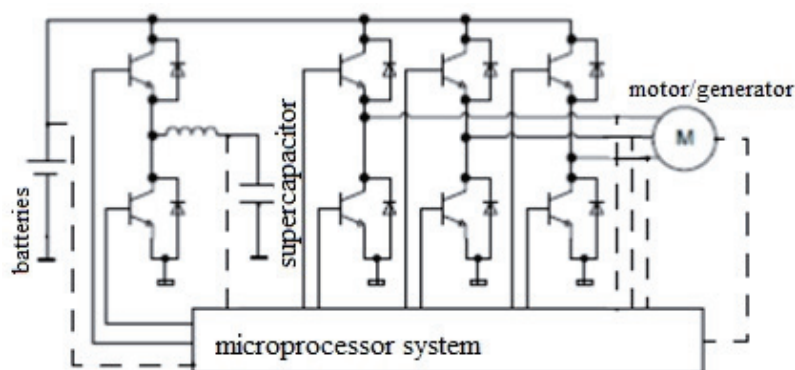 motor/generator
M
batteries
supercapacitor
microprocessor system